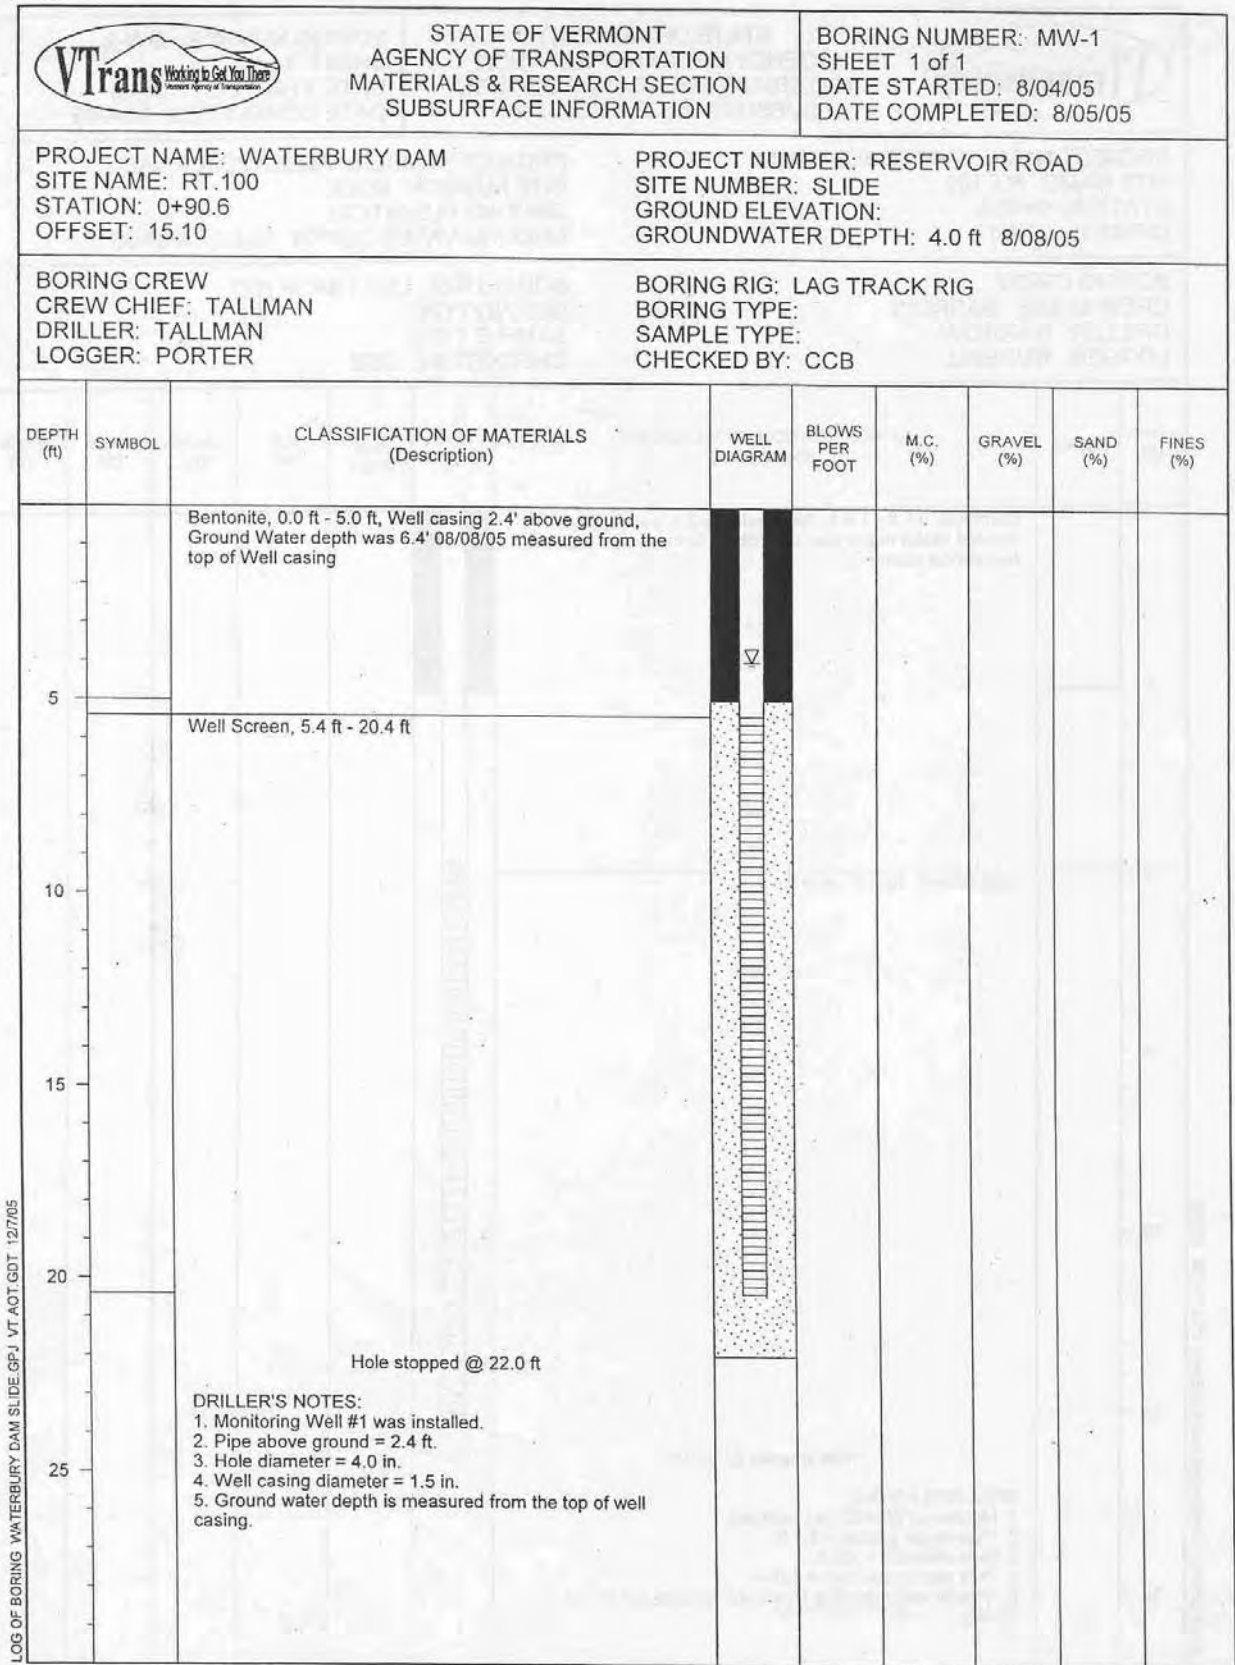 VTrans Working to Get You There
Vermont Agency of Transportation
STATE OF VERMONT
AGENCY OF TRANSPORTATION
MATERIALS & RESEARCH SECTION
SUBSURFACE INFORMATION
BORING NUMBER: MW-1
SHEET 1 of 1
DATE STARTED: 8/04/05
DATE COMPLETED: 8/05/05
PROJECT NAME: WATERBURY DAM
SITE NAME: RT.100
STATION: 0+90.6
OFFSET: 15.10
PROJECT NUMBER: RESERVOIR ROAD
SITE NUMBER: SLIDE
GROUND ELEVATION:
GROUNDWATER DEPTH: 4.0 ft 8/08/05
BORING CREW
CREW CHIEF: TALLMAN
DRILLER: TALLMAN
LOGGER: PORTER
BORING RIG: LAG TRACK RIG
BORING TYPE:
SAMPLE TYPE:
CHECKED BY: CCB
DEPTH
(ft)
SYMBOL
CLASSIFICATION OF MATERIALS
(Description)
WELL
DIAGRAM
BLOWS
PER
FOOT
M.C.
(%)
GRAVEL
(%)
SAND
(%)
FINES
(%)
Bentonite, 0.0 ft - 5.0 ft, Well casing 2.4' above ground,
Ground Water depth was 6.4' 08/08/05 measured from the
top of Well casing
5
Well Screen, 5.4 ft - 20.4 ft
10
15
20
Hole stopped @ 22.0 ft
DRILLER'S NOTES:
1. Monitoring Well #1 was installed.
2. Pipe above ground = 2.4 ft.
3. Hole diameter = 4.0 in.
4. Well casing diameter = 1.5 in.
5. Ground water depth is measured from the top of well
casing.
25
LOG OF BORING WATERBURY DAM SLIDE.GPJ VT AOT.GDT 12/7/05